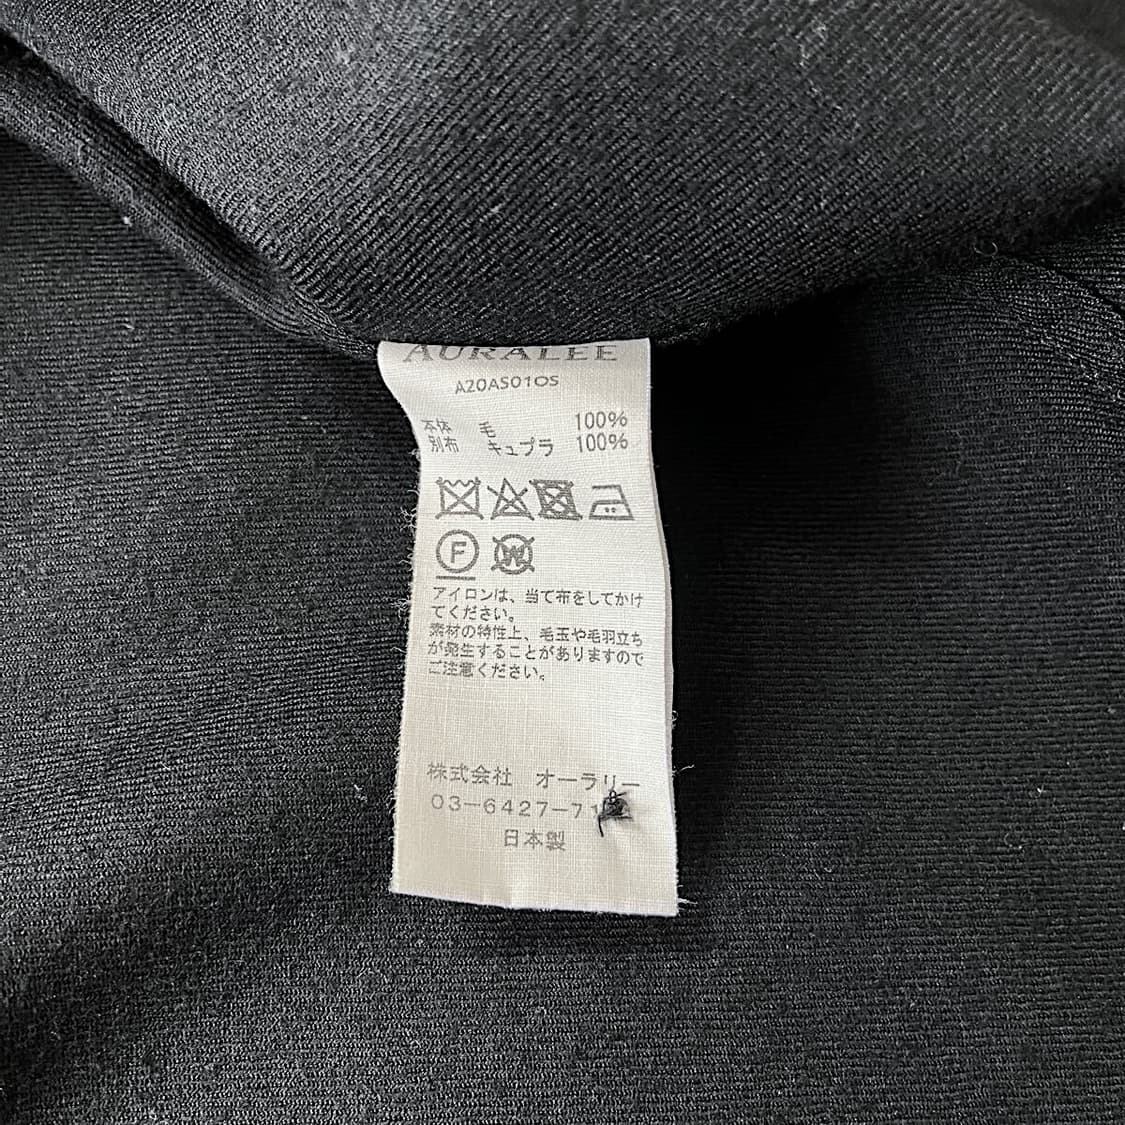 AURALEE
A20AS01OS
本体 毛 100%
別布 キュプラ 100%
F W
アイロンは、当て布をしてかけ
てください。
素材の特性上、毛玉や毛羽立ち
が発生することがありますので
ご注意ください。
株式会社 オーラリー
03-6427-71
日本製